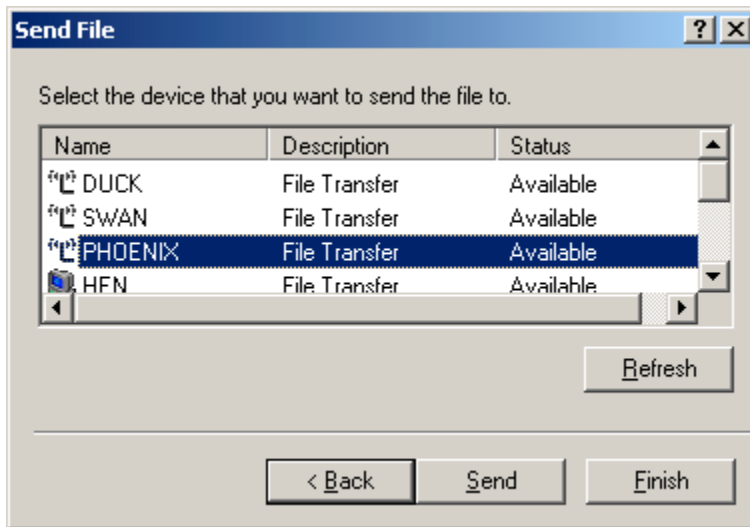 Send File
Select the device that you want to send the file to.
Name Description Status
DUCK File Transfer Available
SWAN File Transfer Available
PHOENIX File Transfer Available
HEN File Transfer Available
Refresh
< Back Send Finish